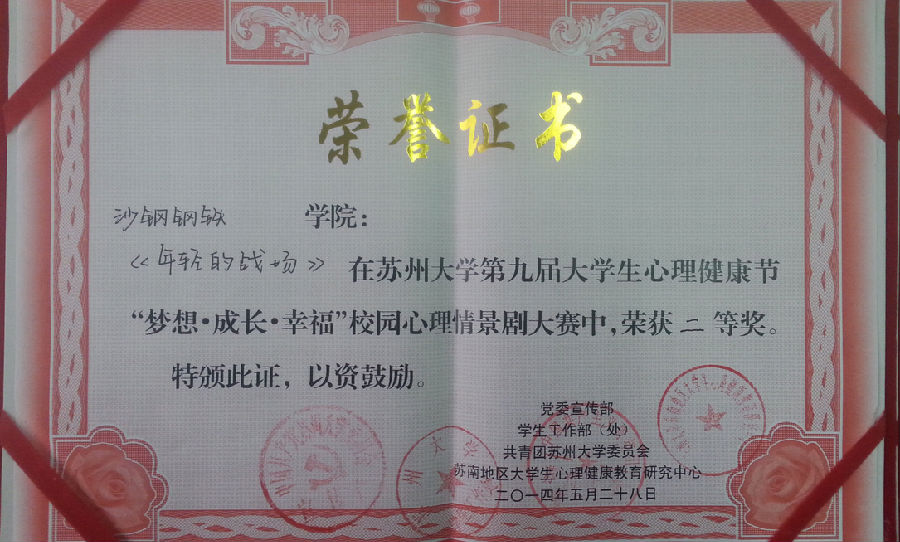 荣誉证书
沙钢钢铁 学院：
《年轻的战场》在苏州大学第九届大学生心理健康节
“梦想·成长·幸福”校园心理情景剧大赛中，荣获二等奖。
特颁此证，以资鼓励。
党委宣传部
学生工作部（处）
共青团苏州大学委员会
苏南地区大学生心理健康教育研究中心
二〇一四年五月二十八日